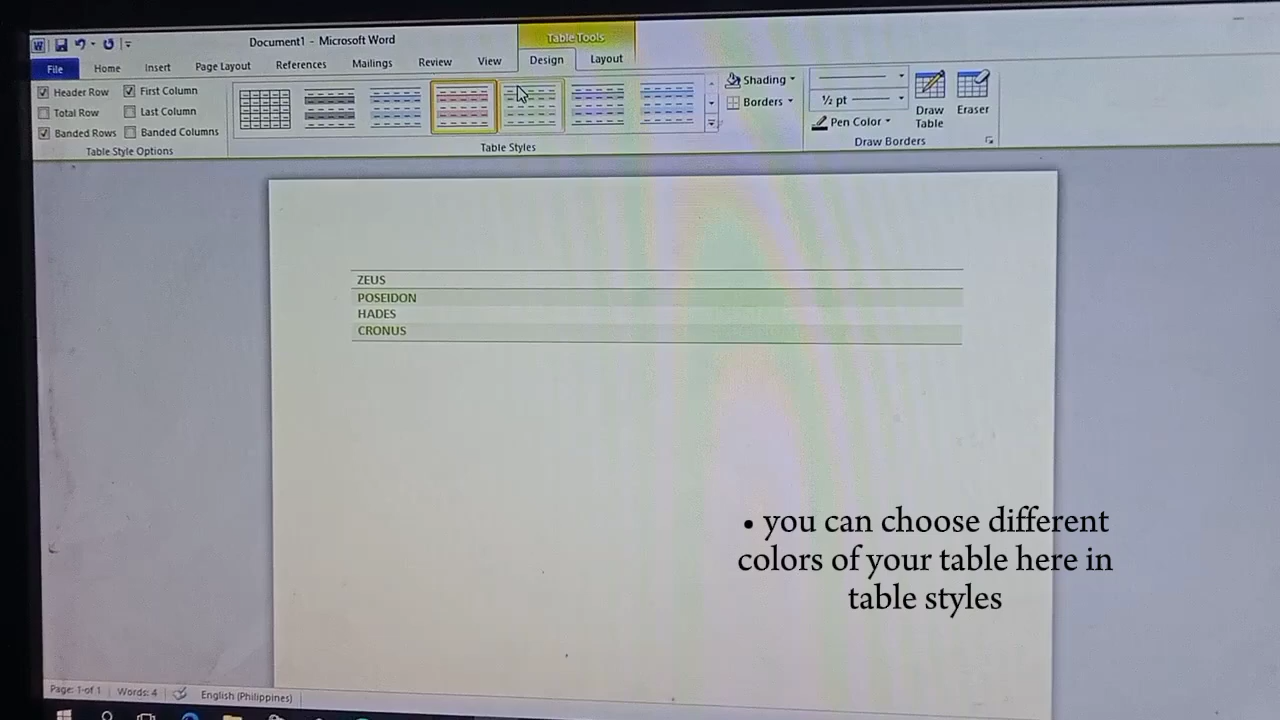 Document1 - Microsoft Word
Table Tools
File Home Insert Page Layout References Mailings Review View Design Layout
Header Row First Column
Total Row Last Column
Banded Rows Banded Columns
Table Style Options
Table Styles
Shading
Borders
½ pt
Pen Color
Draw Table
Eraser
Draw Borders
ZEUS
POSEIDON
HADES
CRONUS
• you can choose different
colors of your table here in
table styles
Page: 1 of 1 Words: 4 English (Philippines)